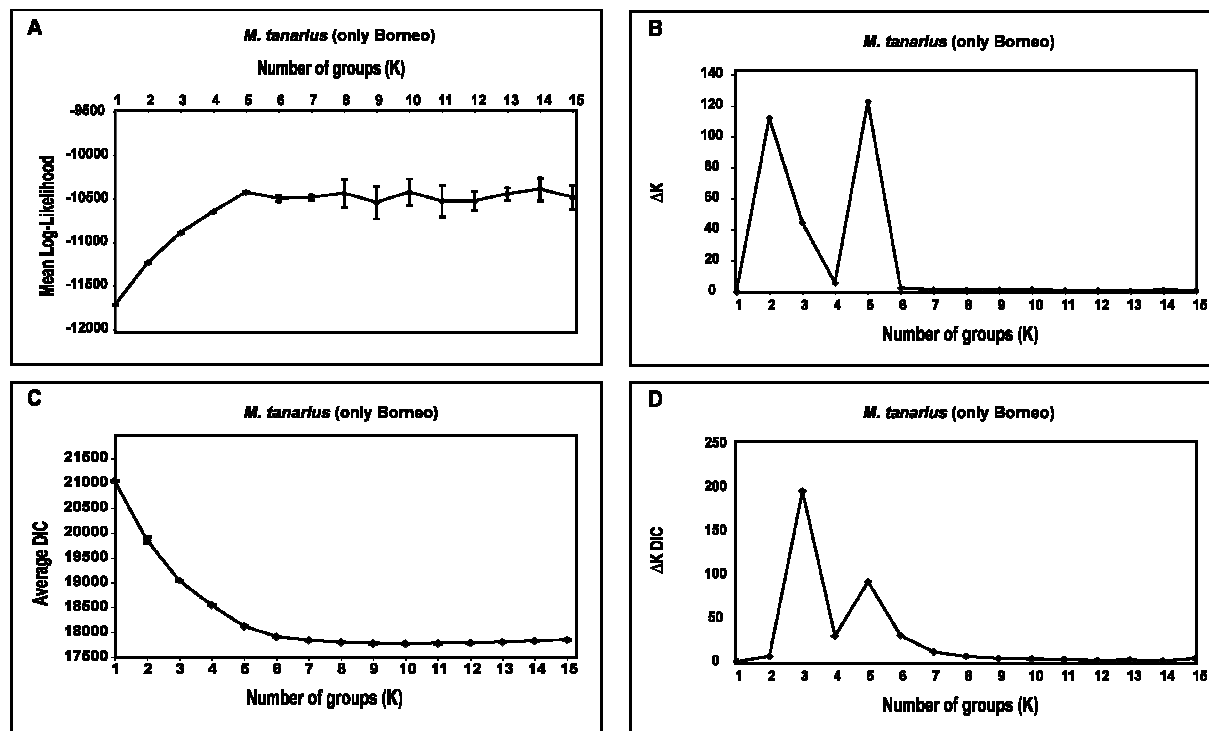 A
M. tanarius (only Borneo)
Number of groups (K)
1 2 3 4 5 6 7 8 9 10 11 12 13 14 15
-9500
-10000
-10500
-11000
-11500
-12000
Mean Log-Likelihood
B
M. tanarius (only Borneo)
140
120
100
80
60
40
20
0
ΔK
1 2 3 4 5 6 7 8 9 10 11 12 13 14 15
Number of groups (K)
C
M. tanarius (only Borneo)
21500
21000
20500
20000
19500
19000
18500
18000
17500
Average DIC
1 2 3 4 5 6 7 8 9 10 11 12 13 14 15
Number of groups (K)
D
M. tanarius (only Borneo)
250
200
150
100
50
0
ΔK DIC
1 2 3 4 5 6 7 8 9 10 11 12 13 14 15
Number of groups (K)